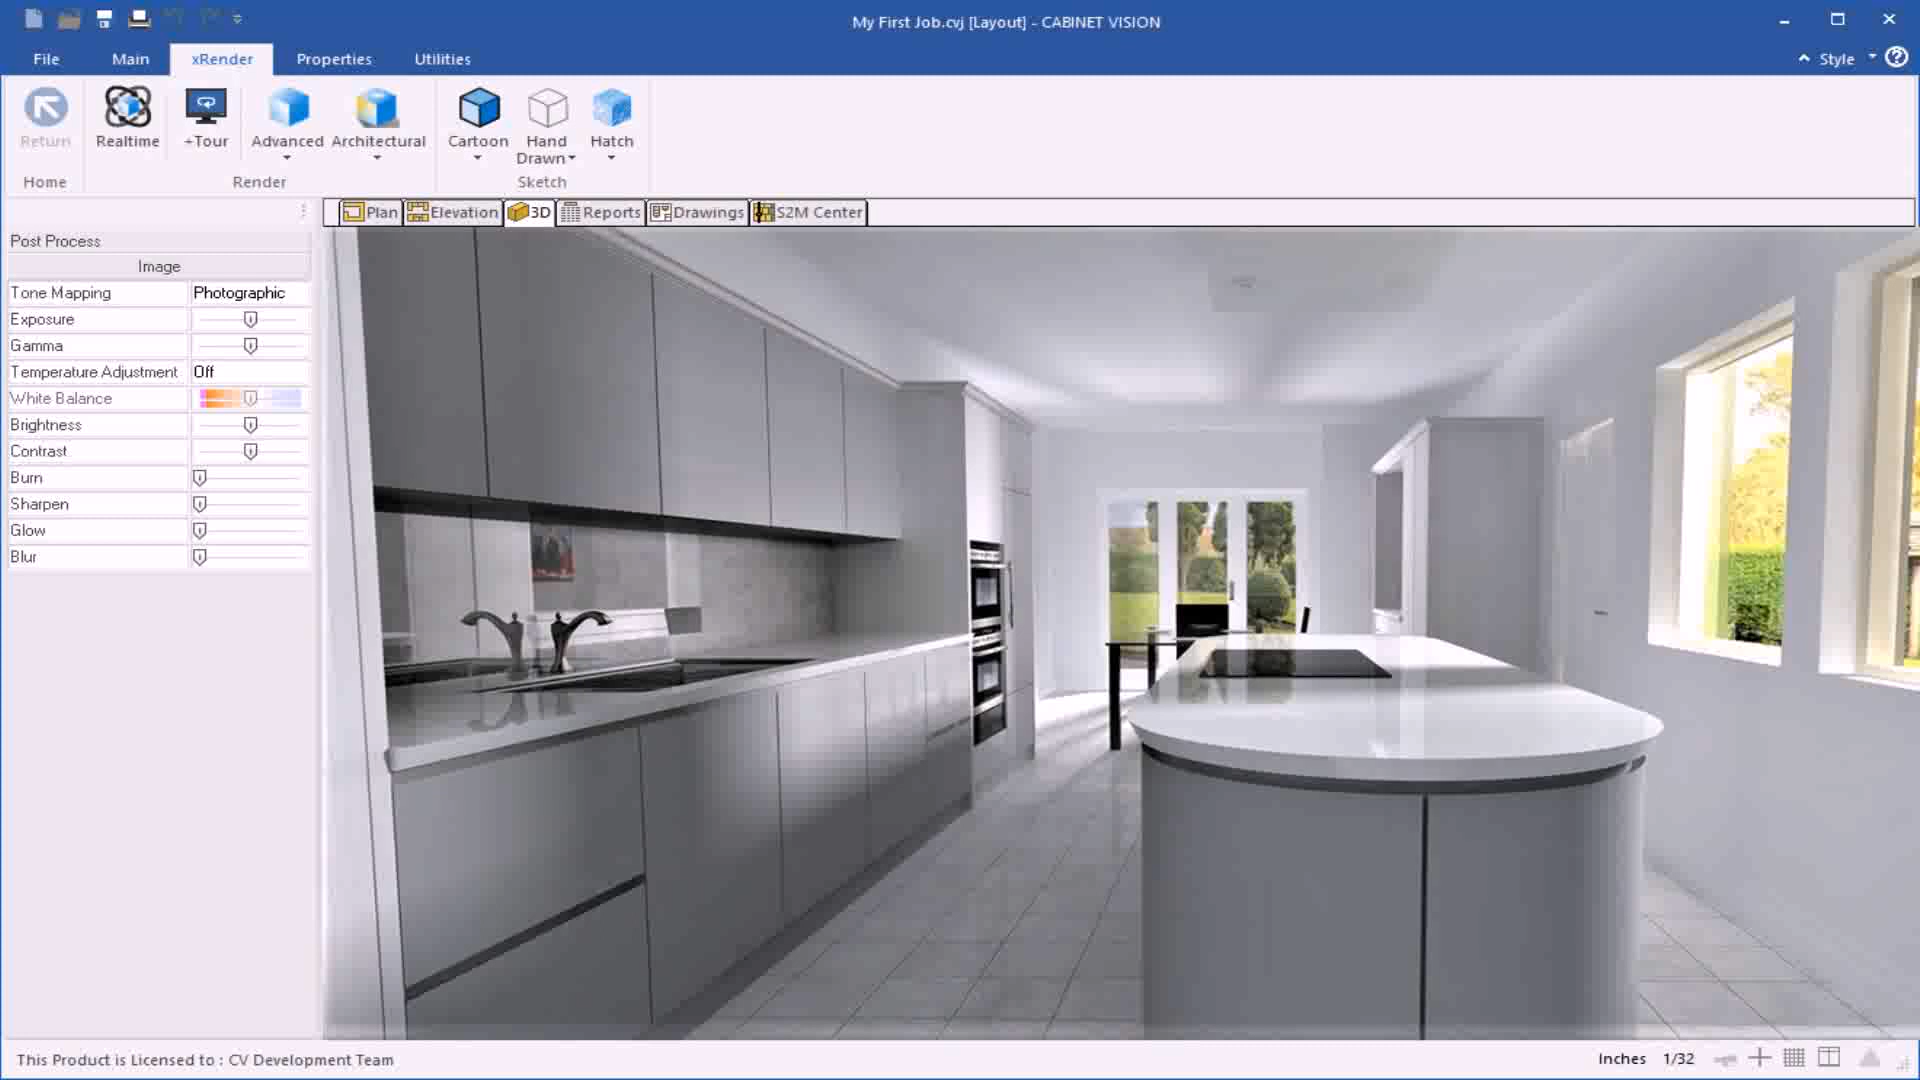 My First Job.cvj [Layout] - CABINET VISION
File Main xRender Properties Utilities Style
Return Realtime +Tour Advanced Architectural Cartoon Hand Drawn Hatch
Home Render Sketch
Plan Elevation 3D Reports Drawings S2M Center
Post Process
Image
Tone Mapping Photographic
Exposure
Gamma
Temperature Adjustment Off
White Balance
Brightness
Contrast
Burn
Sharpen
Glow
Blur
This Product is Licensed to : CV Development Team Inches 1/32